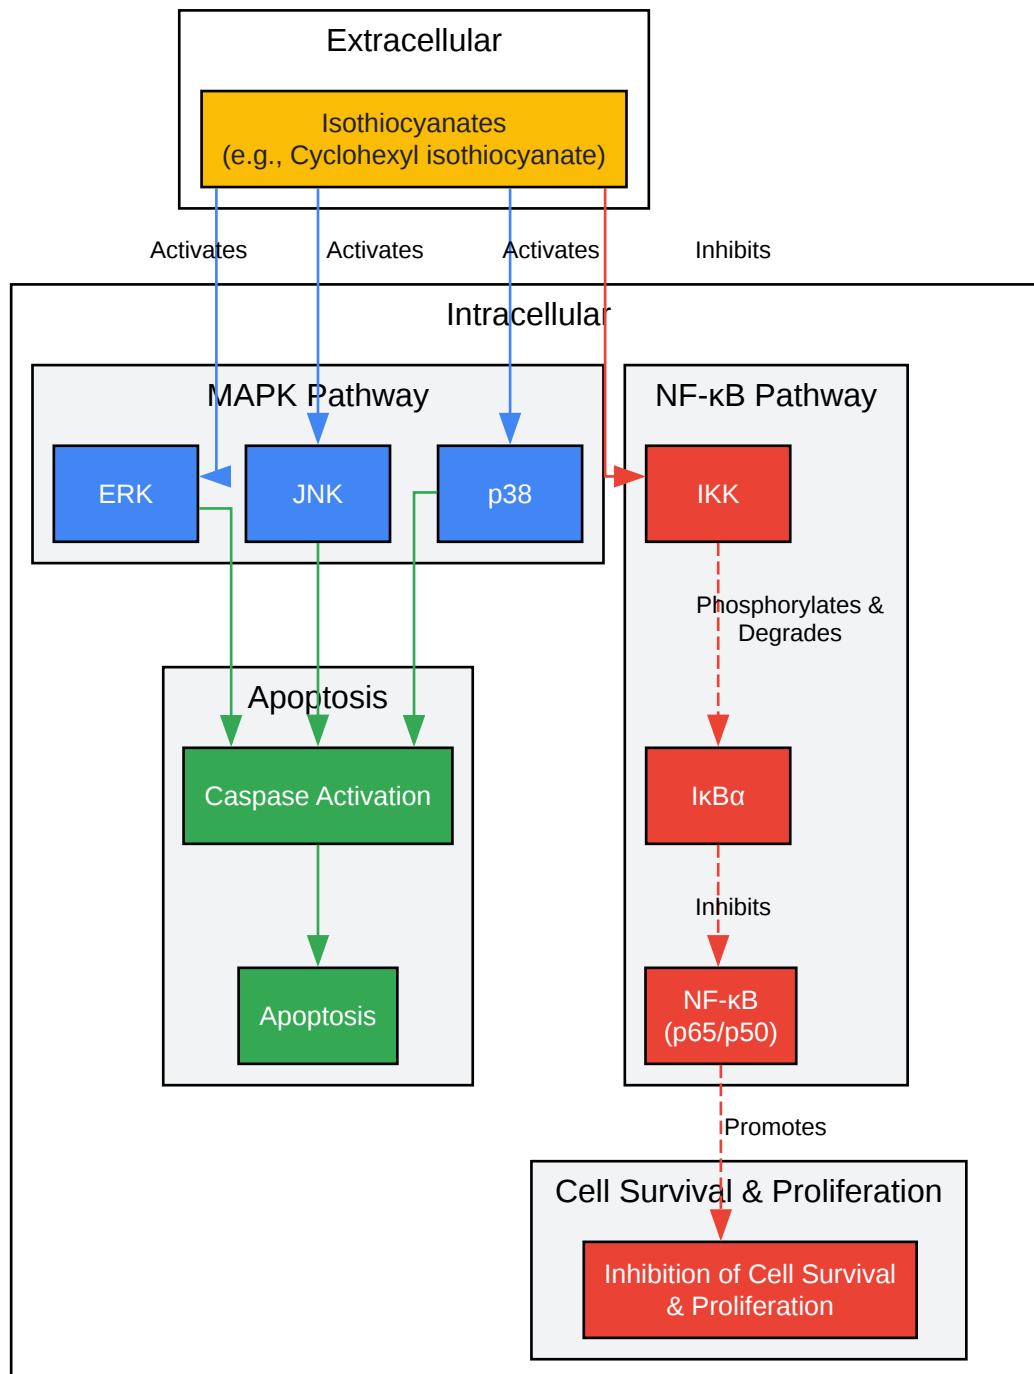 Extracellular
Isothiocyanates
(e.g., Cyclohexyl isothiocyanate)
Activates
Activates
Activates
Inhibits
Intracellular
MAPK Pathway
NF-κB Pathway
ERK
JNK
p38
IKK
Phosphorylates &
Degrades
Apoptosis
Caspase Activation
IκBα
Inhibits
Apoptosis
NF-κB
(p65/p50)
Promotes
Cell Survival & Proliferation
Inhibition of Cell Survival
& Proliferation